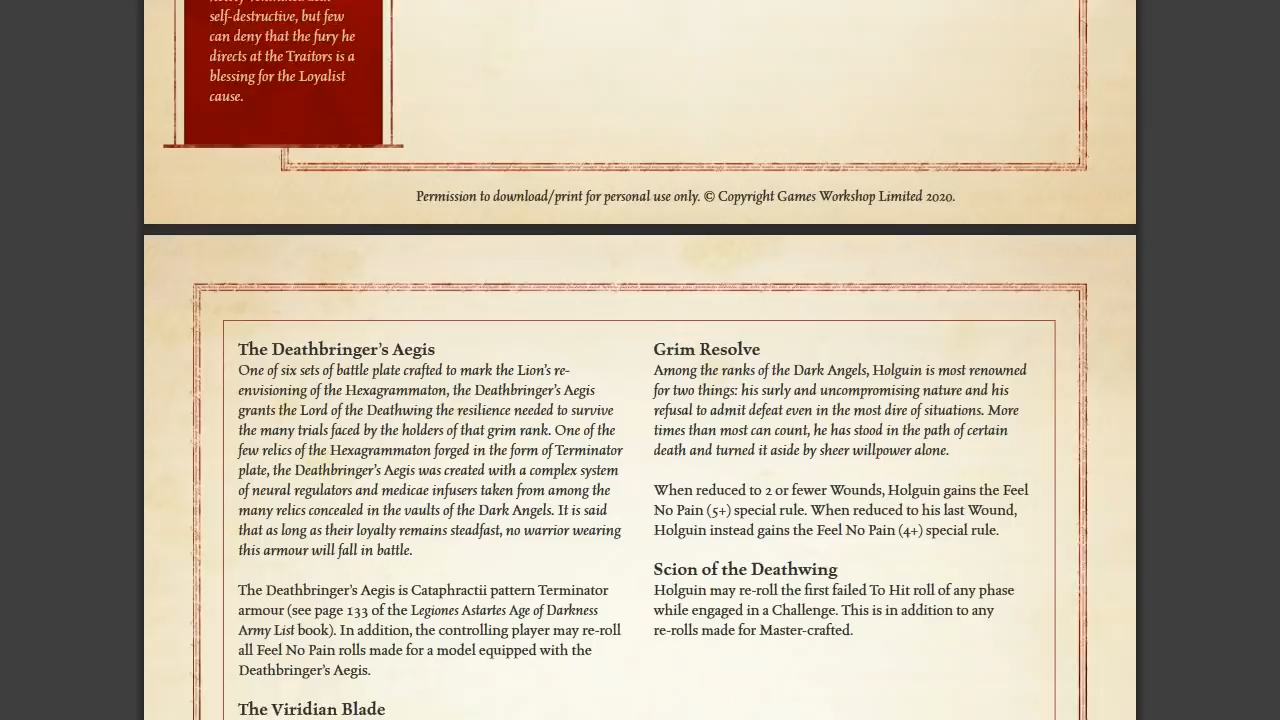 self-destructive, but few
can deny that the fury he
directs at the Traitors is a
blessing for the Loyalist
cause.
Permission to download/print for personal use only. © Copyright Games Workshop Limited 2020.
The Deathbringer’s Aegis
One of six sets of battle plate crafted to mark the Lion’s re-
envisioning of the Hexagrammaton, the Deathbringer’s Aegis
grants the Lord of the Deathwing the resilience needed to survive
the many trials faced by the holders of that grim rank. One of the
few relics of the Hexagrammaton forged in the form of Terminator
plate, the Deathbringer’s Aegis was created with a complex system
of neural regulators and medicae infusers taken from among the
many relics concealed in the vaults of the Dark Angels. It is said
that as long as their loyalty remains steadfast, no warrior wearing
this armour will fall in battle.
The Deathbringer’s Aegis is Cataphractii pattern Terminator
armour (see page 133 of the Legiones Astartes Age of Darkness
Army List book). In addition, the controlling player may re-roll
all Feel No Pain rolls made for a model equipped with the
Deathbringer’s Aegis.
The Viridian Blade
Grim Resolve
Among the ranks of the Dark Angels, Holguin is most renowned
for two things: his surly and uncompromising nature and his
refusal to admit defeat even in the most dire of situations. More
times than most can count, he has stood in the path of certain
death and turned it aside by sheer willpower alone.
When reduced to 2 or fewer Wounds, Holguin gains the Feel
No Pain (5+) special rule. When reduced to his last Wound,
Holguin instead gains the Feel No Pain (4+) special rule.
Scion of the Deathwing
Holguin may re-roll the first failed To Hit roll of any phase
while engaged in a Challenge. This is in addition to any
re-rolls made for Master-crafted.